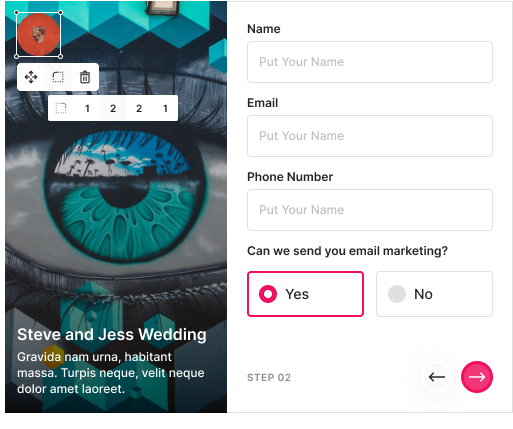 1 2 2 1
Steve and Jess Wedding
Gravida nam urna, habitant
massa. Turpis neque, velit neque
dolor amet laoreet.
Name
Put Your Name
Email
Put Your Name
Phone Number
Put Your Name
Can we send you email marketing?
Yes
No
STEP 02